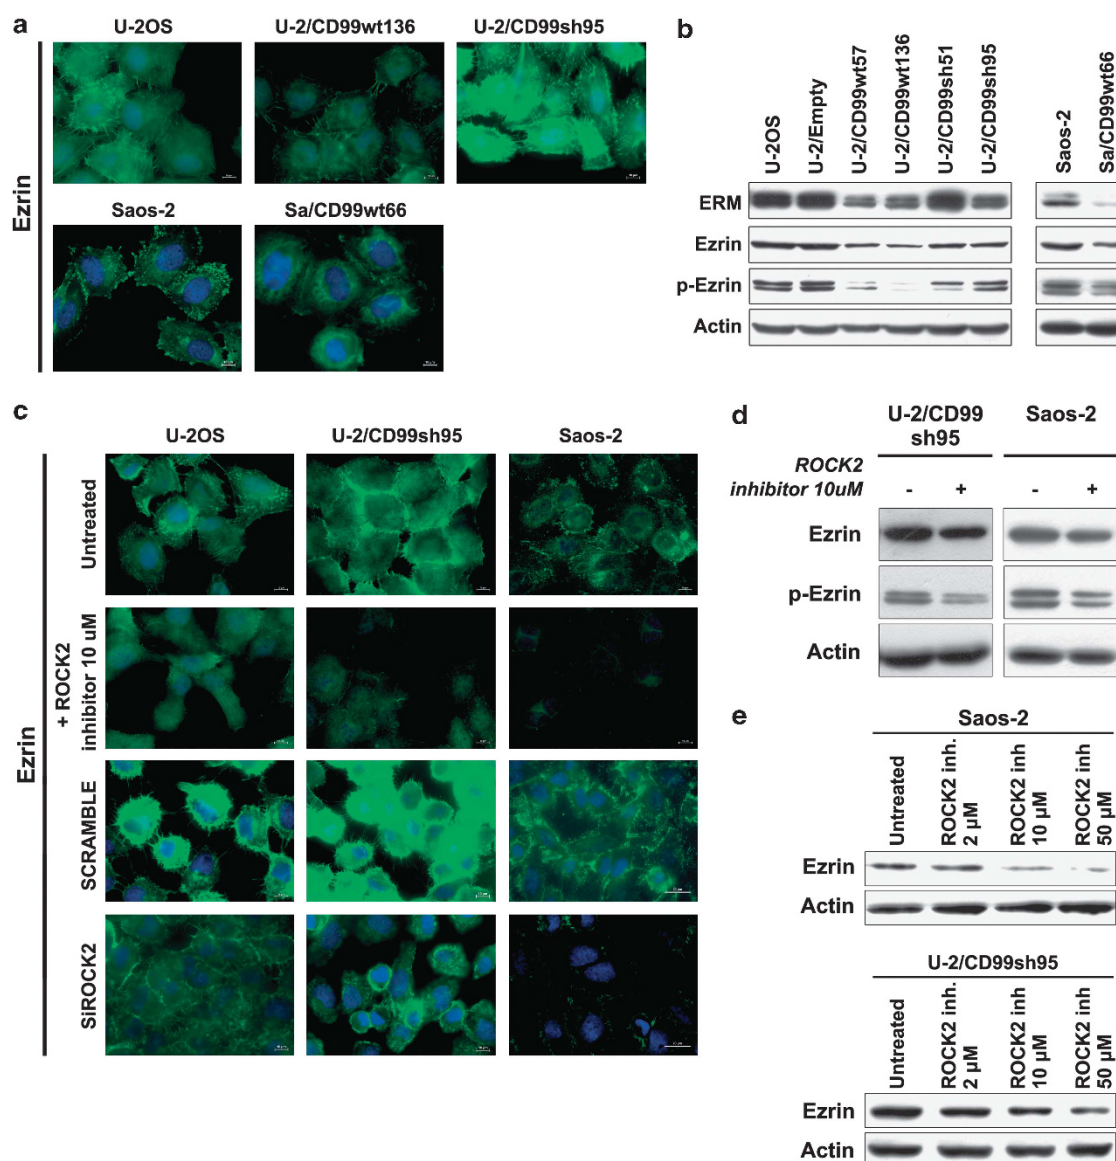 a
U-2OS
U-2/CD99wt136
U-2/CD99sh95
Ezrin
Saos-2
Sa/CD99wt66
b
U-2OS
U-2/Empty
U-2/CD99wt57
U-2/CD99wt136
U-2/CD99sh51
U-2/CD99sh95
Saos-2
Sa/CD99wt66
ERM
Ezrin
p-Ezrin
Actin
c
U-2OS
U-2/CD99sh95
Saos-2
Ezrin
Untreated
+ ROCK2
inhibitor 10 uM
SCRAMBLE
SiROCK2
d
U-2/CD99
sh95
Saos-2
ROCK2
inhibitor 10uM
- + - +
Ezrin
p-Ezrin
Actin
e
Saos-2
Untreated
ROCK2 inh.
2 µM
ROCK2 inh
10 µM
ROCK2 inh
50 µM
Ezrin
Actin
U-2/CD99sh95
Untreated
ROCK2 inh.
2 µM
ROCK2 inh
10 µM
ROCK2 inh
50 µM
Ezrin
Actin